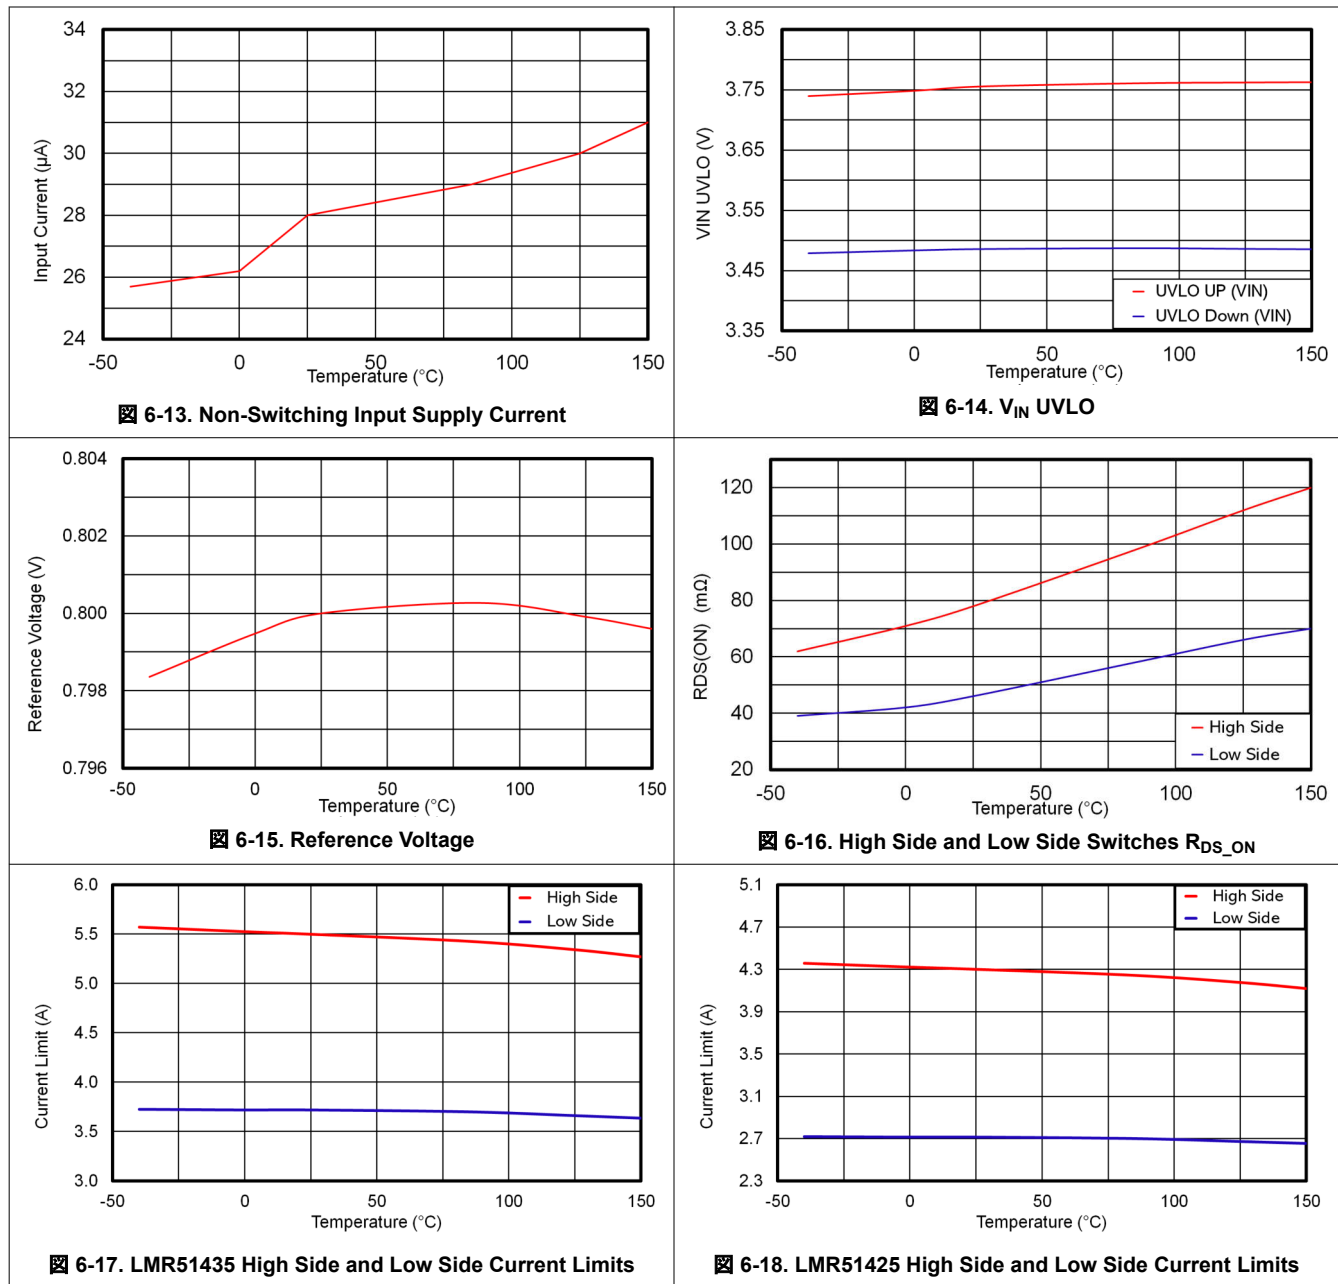 34
32
30
28
26
24
Input Current (µA)
-50 0 50 100 150
Temperature (°C)
図 6-13. Non-Switching Input Supply Current
3.85
3.75
3.65
3.55
3.45
3.35
VIN UVLO (V)
UVLO UP (VIN)
UVLO Down (VIN)
-50 0 50 100 150
Temperature (°C)
図 6-14. VIN UVLO
0.804
0.802
0.800
0.798
0.796
Reference Voltage (V)
-50 0 50 100 150
Temperature (°C)
図 6-15. Reference Voltage
120
100
80
60
40
20
RDS(ON) (mΩ)
High Side
Low Side
-50 0 50 100 150
Temperature (°C)
図 6-16. High Side and Low Side Switches RDS_ON
6.0
5.5
5.0
4.5
4.0
3.5
3.0
Current Limit (A)
High Side
Low Side
-50 0 50 100 150
Temperature (°C)
図 6-17. LMR51435 High Side and Low Side Current Limits
5.1
4.7
4.3
3.9
3.5
3.1
2.7
2.3
Current Limit (A)
High Side
Low Side
-50 0 50 100 150
Temperature (°C)
図 6-18. LMR51425 High Side and Low Side Current Limits